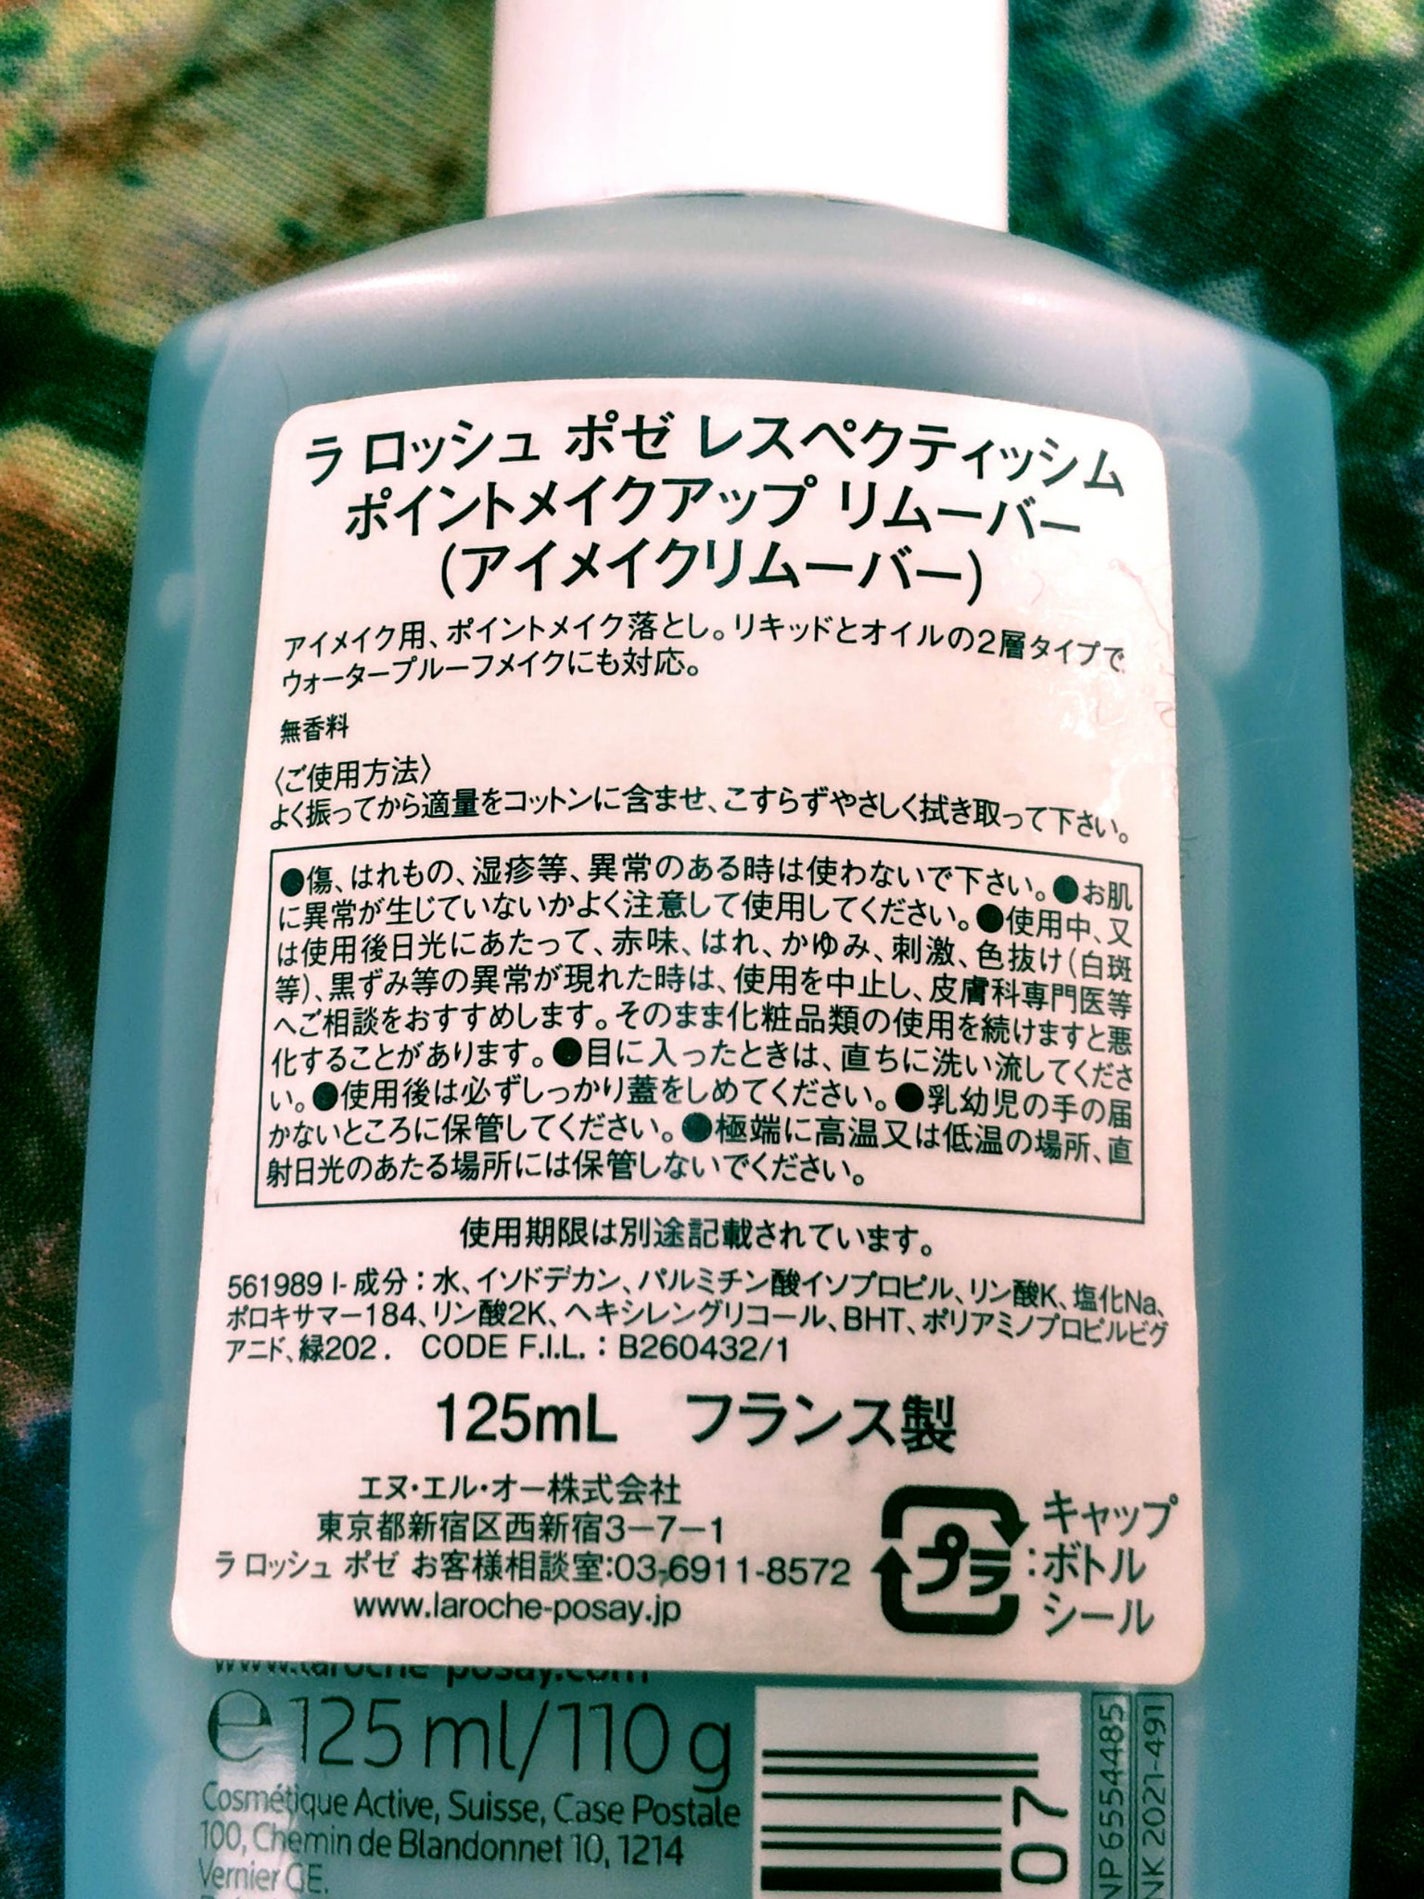 ラ ロッシュ ポゼ レスペクティッシム
ポイントメイクアップ リムーバー
(アイメイクリムーバー)
アイメイク用、ポイントメイク落とし。リキッドとオイルの2層タイプで
ウォータープルーフメイクにも対応。
無香料
〈ご使用方法〉
よく振ってから適量をコットンに含ませ、こすらずやさしく拭き取って下さい。
●傷、はれもの、湿疹等、異常のある時は使わないで下さい。●お肌
に異常が生じていないかよく注意して使用してください。●使用中、又
は使用後日光にあたって、赤味、はれ、かゆみ、刺激、色抜け(白斑
等)、黒ずみ等の異常が現れた時は、使用を中止し、皮膚科専門医等
へご相談をおすすめします。そのまま化粧品類の使用を続けますと悪
化することがあります。●目に入ったときは、直ちに洗い流してくださ
い。●使用後は必ずしっかり蓋をしめてください。●乳幼児の手の届
かないところに保管してください。●極端に高温又は低温の場所、直
射日光のあたる場所には保管しないでください。
使用期限は別途記載されています。
561989 I- 成分：水、イソドデカン、パルミチン酸イソプロピル、リン酸K、塩化Na、
ポロキサマー184、リン酸2K、ヘキシレングリコール、BHT、ポリアミノプロピルビグ
アニド、緑202． CODE F.I.L.：B260432/1
125mL フランス製
エヌ・エル・オー株式会社
東京都新宿区西新宿3ー7ー1
ラ ロッシュ ポゼ お客様相談室:03-6911-8572
www.laroche-posay.jp
プラ
キャップ
:ボトル
シール
www.laroche-posay.com
e 125 ml/110 g
Cosmétique Active, Suisse, Case Postale
100, Chemin de Blandonnet 10, 1214
Vernier GE.
07
NP 6554485
NK 2021-491